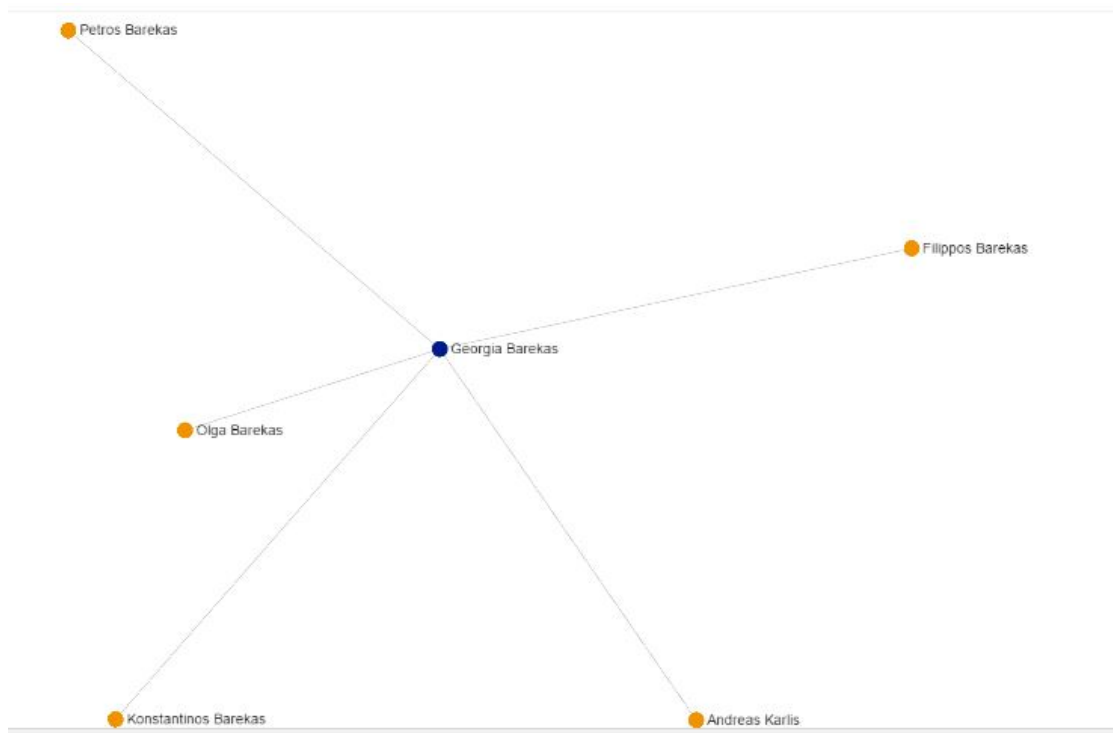 Petros Barekas
Filippos Barekas
Georgia Barekas
Olga Barekas
Konstantinos Barekas
Andreas Karlis